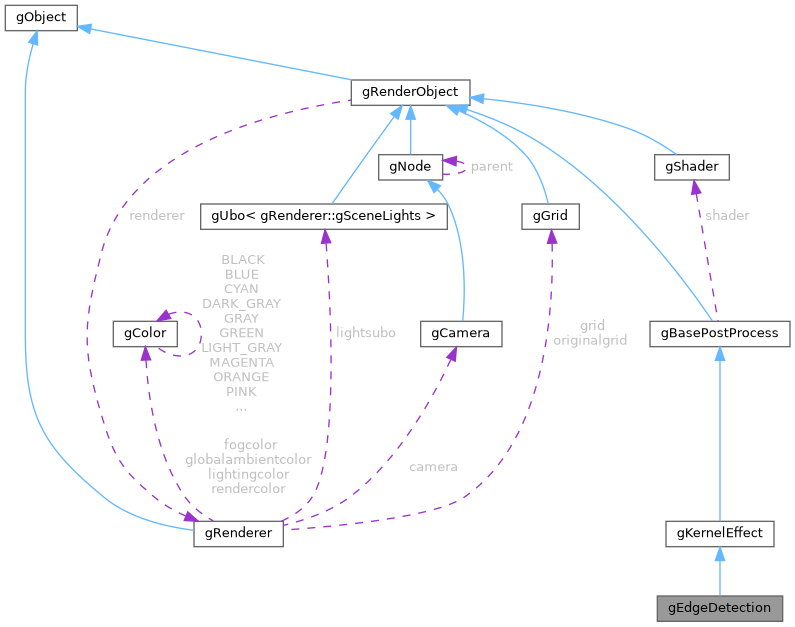 gObject
gRenderObject
gNode
parent
gShader
renderer
gUbo< gRenderer::gSceneLights >
gGrid
shader
BLACK
BLUE
CYAN
DARK_GRAY
GRAY
GREEN
LIGHT_GRAY
MAGENTA
ORANGE
PINK
...
gColor
lightsubo
gCamera
grid
originalgrid
gBasePostProcess
fogcolor
globalambientcolor
lightingcolor
rendercolor
camera
gRenderer
gKernelEffect
gEdgeDetection